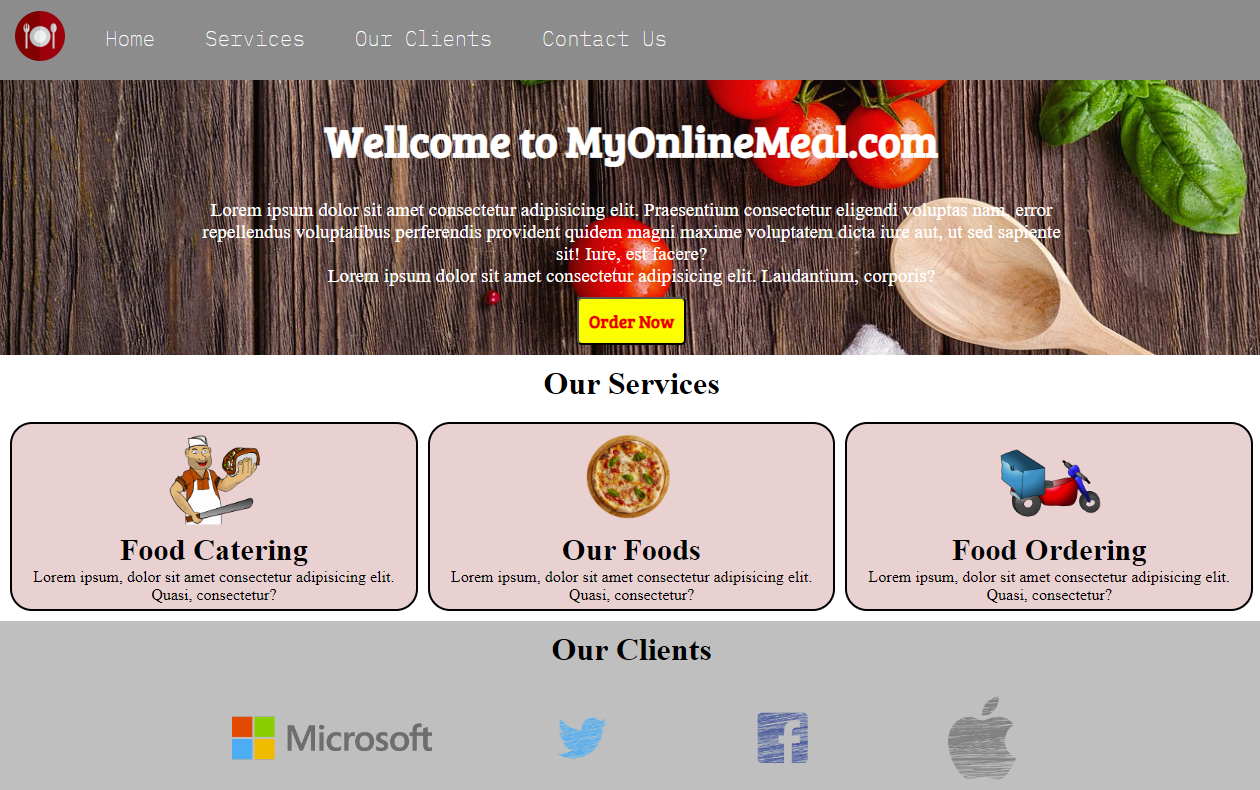 Home Services Our Clients Contact Us
Wellcome to MyOnlineMeal.com
Lorem ipsum dolor sit amet consectetur adipisicing elit. Praesentium consectetur eligendi voluptas nam, error
repellendus voluptatibus perferendis provident quidem magni maxime voluptatem dicta iure aut, ut sed sapiente
sit! Iure, est facere?
Lorem ipsum dolor sit amet consectetur adipisicing elit. Laudantium, corporis?
Order Now
Our Services
Food Catering
Lorem ipsum, dolor sit amet consectetur adipisicing elit.
Quasi, consectetur?
Our Foods
Lorem ipsum, dolor sit amet consectetur adipisicing elit.
Quasi, consectetur?
Food Ordering
Lorem ipsum, dolor sit amet consectetur adipisicing elit.
Quasi, consectetur?
Our Clients
Microsoft